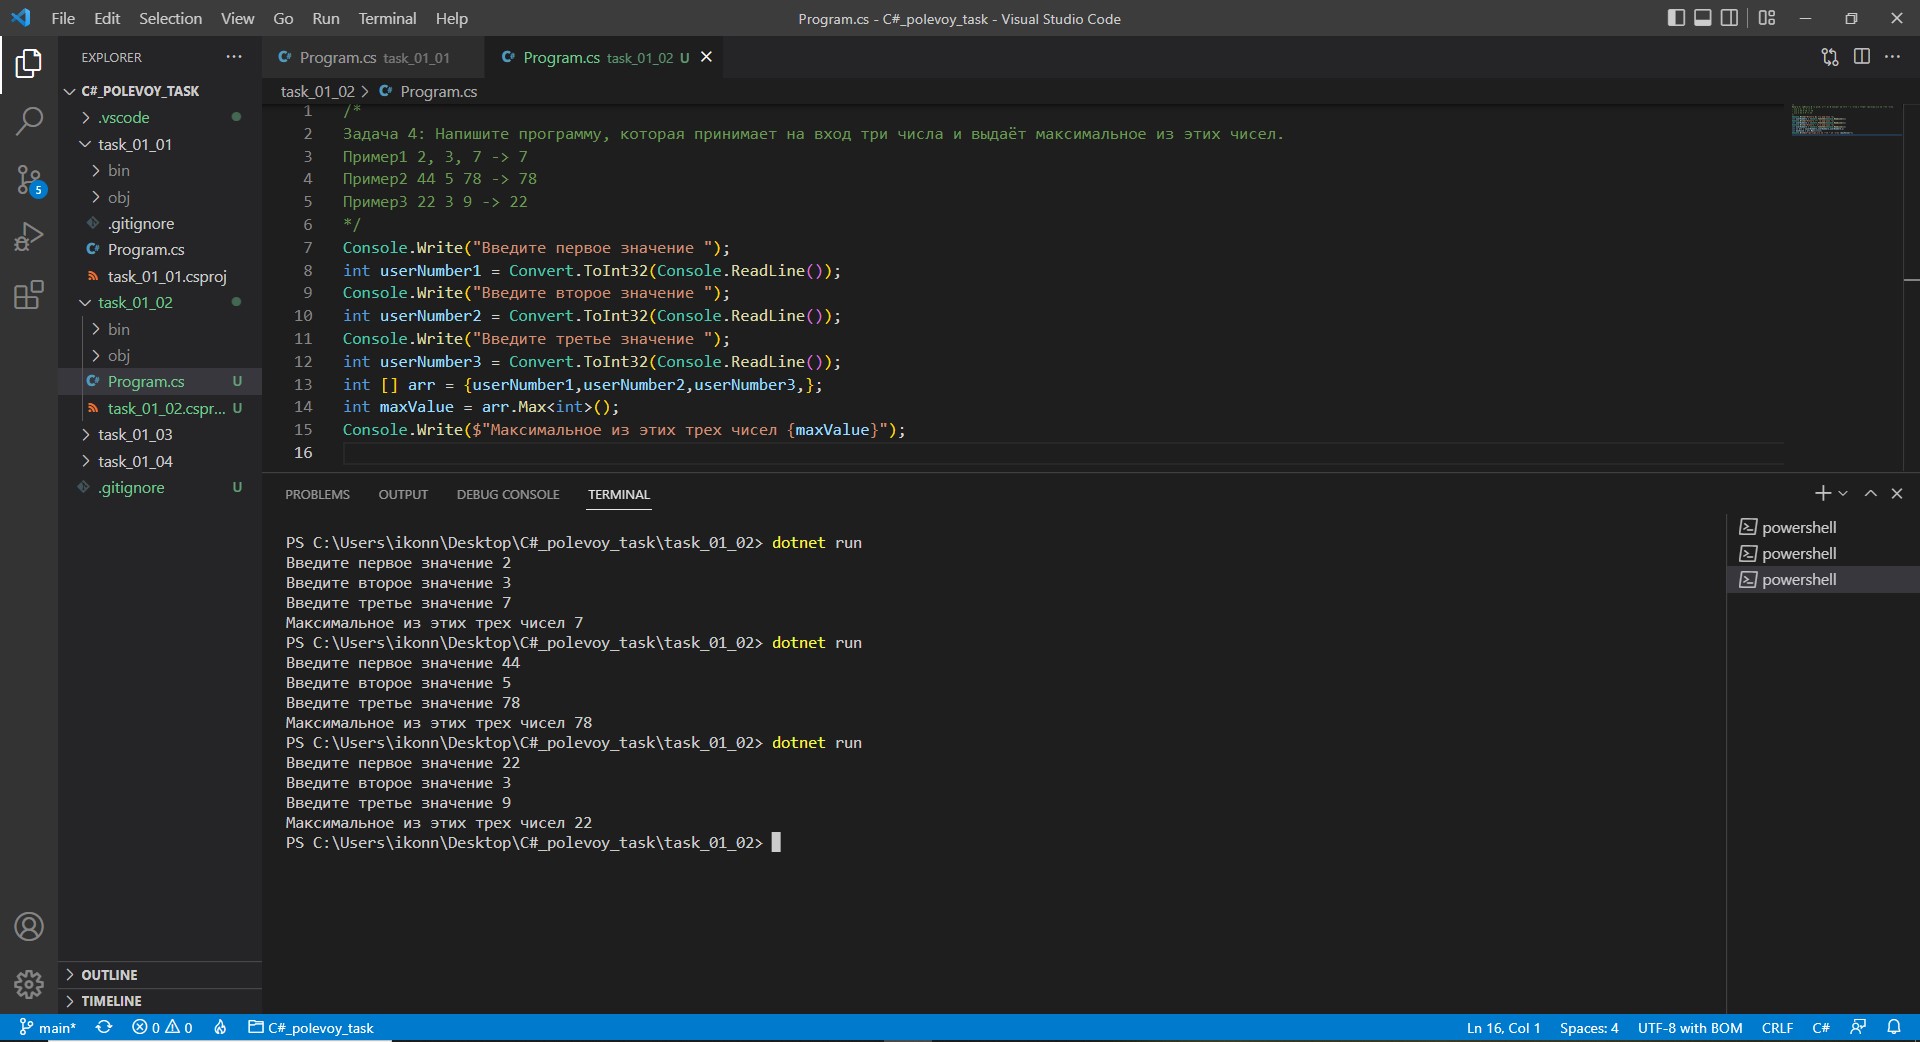 File Edit Selection View Go Run Terminal Help
Program.cs - C#_polevoy_task - Visual Studio Code
EXPLORER
C#_POLEVOY_TASK
.vscode
task_01_01
bin
obj
.gitignore
Program.cs
task_01_01.csproj
task_01_02
bin
obj
Program.cs U
task_01_02.cspr... U
task_01_03
task_01_04
.gitignore U
OUTLINE
TIMELINE
5
Program.cs task_01_01
Program.cs task_01_02 U
task_01_02 > Program.cs
1 /*
2 Задача 4: Напишите программу, которая принимает на вход три числа и выдаёт максимальное из этих чисел.
3 Пример1 2, 3, 7 -> 7
4 Пример2 44 5 78 -> 78
5 Пример3 22 3 9 -> 22
6 */
7 Console.Write("Введите первое значение ");
8 int userNumber1 = Convert.ToInt32(Console.ReadLine());
9 Console.Write("Введите второе значение ");
10 int userNumber2 = Convert.ToInt32(Console.ReadLine());
11 Console.Write("Введите третье значение ");
12 int userNumber3 = Convert.ToInt32(Console.ReadLine());
13 int [] arr = {userNumber1,userNumber2,userNumber3,};
14 int maxValue = arr.Max<int>();
15 Console.Write($"Максимальное из этих трех чисел {maxValue}");
16
PROBLEMS OUTPUT DEBUG CONSOLE TERMINAL
PS C:\Users\ikonn\Desktop\C#_polevoy_task\task_01_02> dotnet run
Введите первое значение 2
Введите второе значение 3
Введите третье значение 7
Максимальное из этих трех чисел 7
PS C:\Users\ikonn\Desktop\C#_polevoy_task\task_01_02> dotnet run
Введите первое значение 44
Введите второе значение 5
Введите третье значение 78
Максимальное из этих трех чисел 78
PS C:\Users\ikonn\Desktop\C#_polevoy_task\task_01_02> dotnet run
Введите первое значение 22
Введите второе значение 3
Введите третье значение 9
Максимальное из этих трех чисел 22
PS C:\Users\ikonn\Desktop\C#_polevoy_task\task_01_02>
powershell
powershell
powershell
main* 0 0 C#_polevoy_task
Ln 16, Col 1 Spaces: 4 UTF-8 with BOM CRLF C#